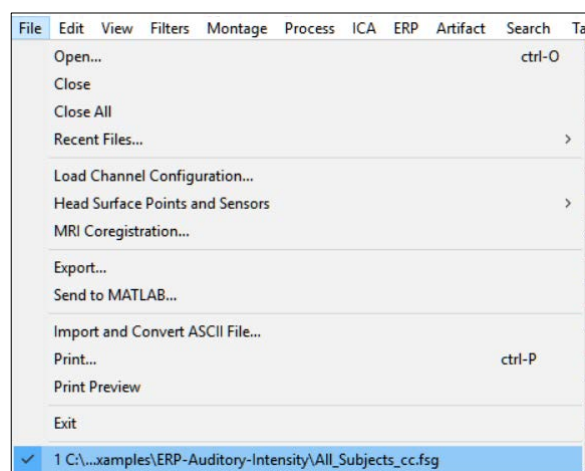 File Edit View Filters Montage Process ICA ERP Artifact Search Ta
Open... ctrl-O
Close
Close All
Recent Files...
Load Channel Configuration...
Head Surface Points and Sensors
MRI Coregistration...
Export...
Send to MATLAB...
Import and Convert ASCII File...
Print... ctrl-P
Print Preview
Exit
1 C:\...xamples\ERP-Auditory-Intensity\All_Subjects_cc.fsg